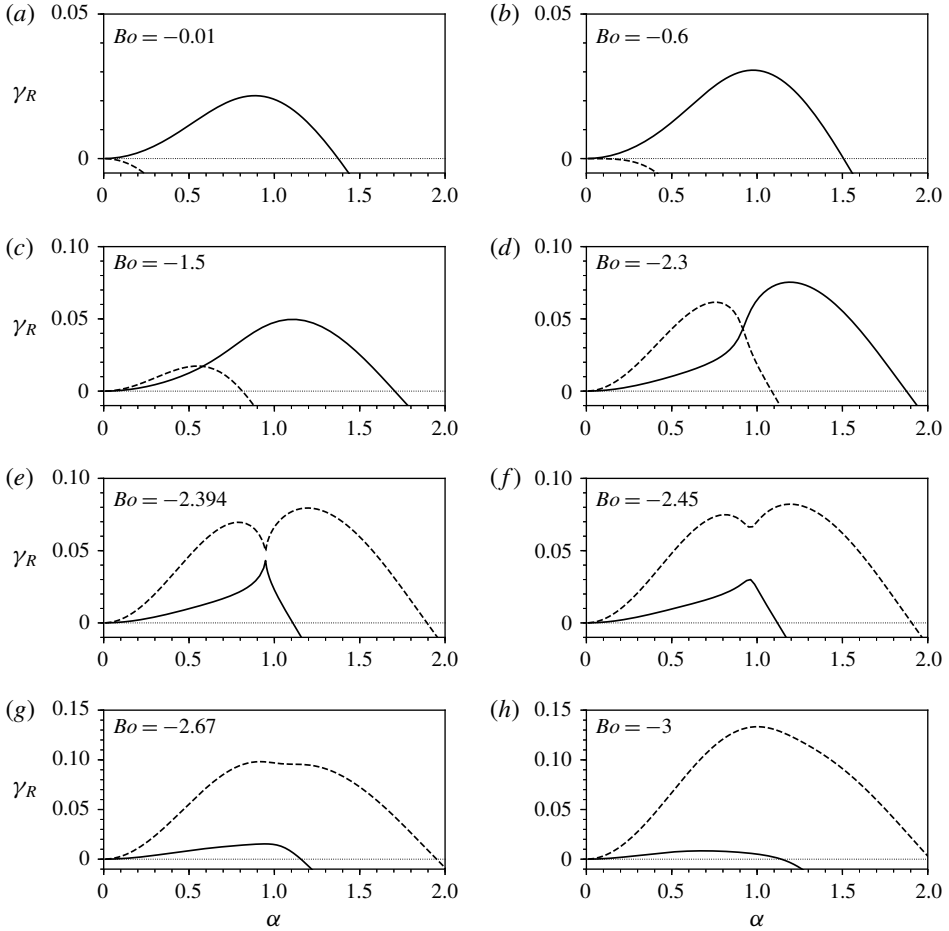 (a) 0.05 Bo = −0.01
γR
0
0 0.5 1.0 1.5 2.0
(b) 0.05 Bo = −0.6
0
0 0.5 1.0 1.5 2.0
(c) 0.10 Bo = −1.5
γR 0.05
0
0 0.5 1.0 1.5 2.0
(d) 0.10 Bo = −2.3
0.05
0
0 0.5 1.0 1.5 2.0
(e) 0.10 Bo = −2.394
γR 0.05
0
0 0.5 1.0 1.5 2.0
(f) 0.10 Bo = −2.45
0.05
0
0 0.5 1.0 1.5 2.0
(g) 0.15 Bo = −2.67
0.10
γR
0.05
0
0 0.5 1.0 1.5 2.0
α
(h) 0.15 Bo = −3
0.10
0.05
0
0 0.5 1.0 1.5 2.0
α